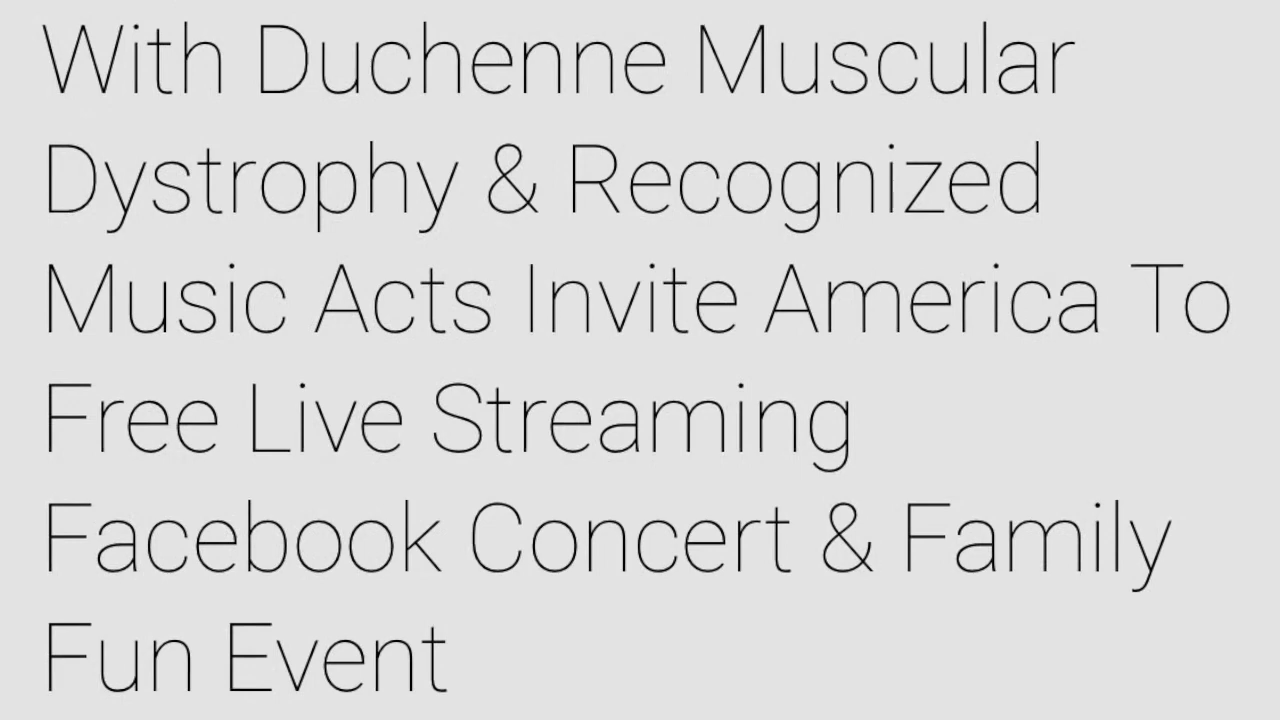 With Duchenne Muscular
Dystrophy & Recognized
Music Acts Invite America To
Free Live Streaming
Facebook Concert & Family
Fun Event